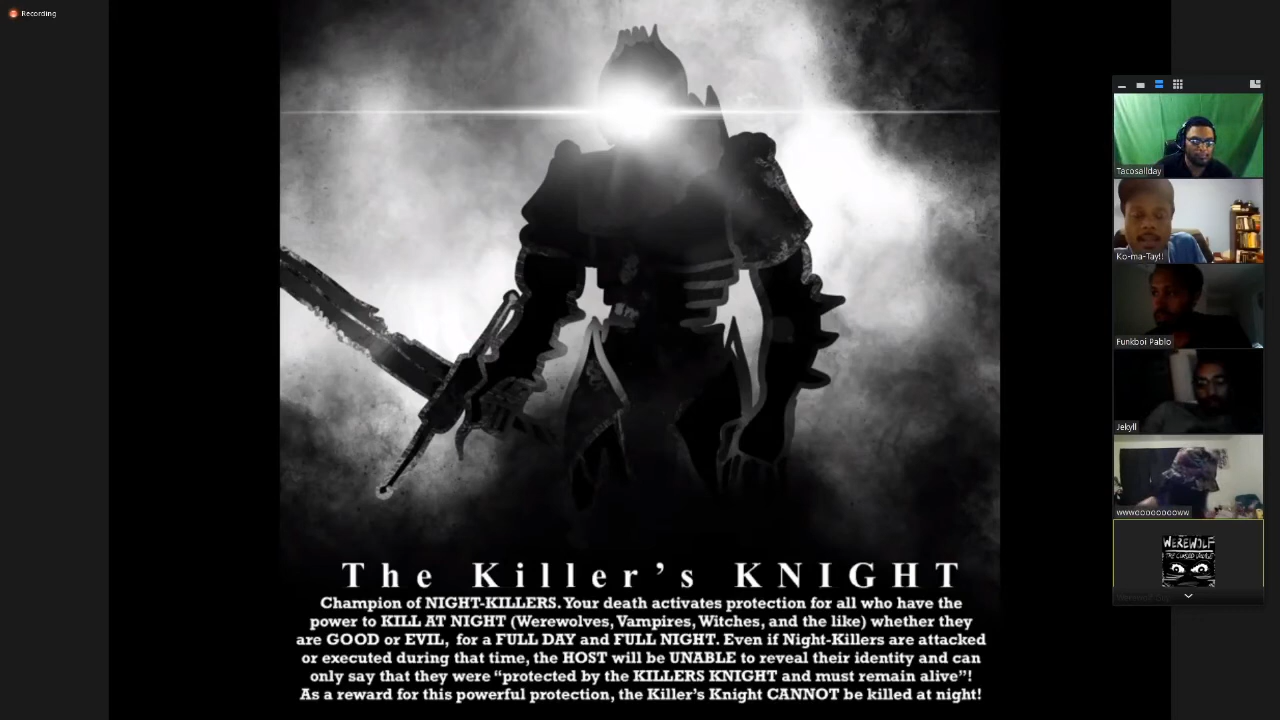 Recording
Tacosallday
Ko-ma-Tay!!
Funkboi Pablo
Jekyll
wwwooooooooww
WEREWOLF
THE CURSED VILLAGE
The Killer's KNIGHT
Champion of NIGHT-KILLERS. Your death activates protection for all who have the
power to KILL AT NIGHT (Werewolves, Vampires, Witches, and the like) whether they
are GOOD or EVIL, for a FULL DAY and FULL NIGHT. Even if Night-Killers are attacked
or executed during that time, the HOST will be UNABLE to reveal their identity and can
only say that they were “protected by the KILLERS KNIGHT and must remain alive”!
As a reward for this powerful protection, the Killer's Knight CANNOT be killed at night!